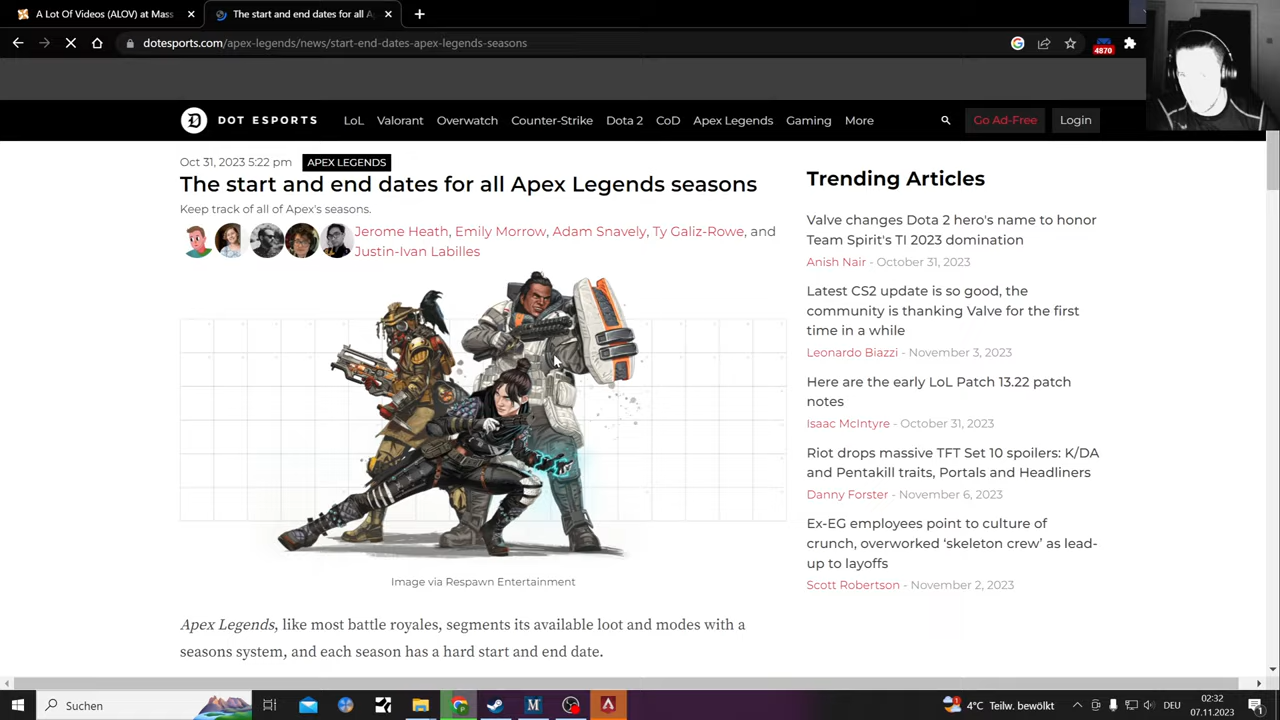 A Lot Of Videos (ALOV) at Mass
The start and end dates for all A
dotesports.com/apex-legends/news/start-end-dates-apex-legends-seasons
4870
DOT ESPORTS
LoL Valorant Overwatch Counter-Strike Dota 2 CoD Apex Legends Gaming More
Go Ad-Free Login
Oct 31, 2023 5:22 pm APEX LEGENDS
The start and end dates for all Apex Legends seasons
Keep track of all of Apex's seasons.
Jerome Heath, Emily Morrow, Adam Snavely, Ty Galiz-Rowe, and
Justin-Ivan Labilles
Image via Respawn Entertainment
Apex Legends, like most battle royales, segments its available loot and modes with a
seasons system, and each season has a hard start and end date.
Trending Articles
Valve changes Dota 2 hero's name to honor
Team Spirit's TI 2023 domination
Anish Nair - October 31, 2023
Latest CS2 update is so good, the
community is thanking Valve for the first
time in a while
Leonardo Biazzi - November 3, 2023
Here are the early LoL Patch 13.22 patch
notes
Isaac McIntyre - October 31, 2023
Riot drops massive TFT Set 10 spoilers: K/DA
and Pentakill traits, Portals and Headliners
Danny Forster - November 6, 2023
Ex-EG employees point to culture of
crunch, overworked ‘skeleton crew’ as lead-
up to layoffs
Scott Robertson - November 2, 2023
Suchen
4°C Teilw. bewölkt
DEU
02:32
07.11.2023